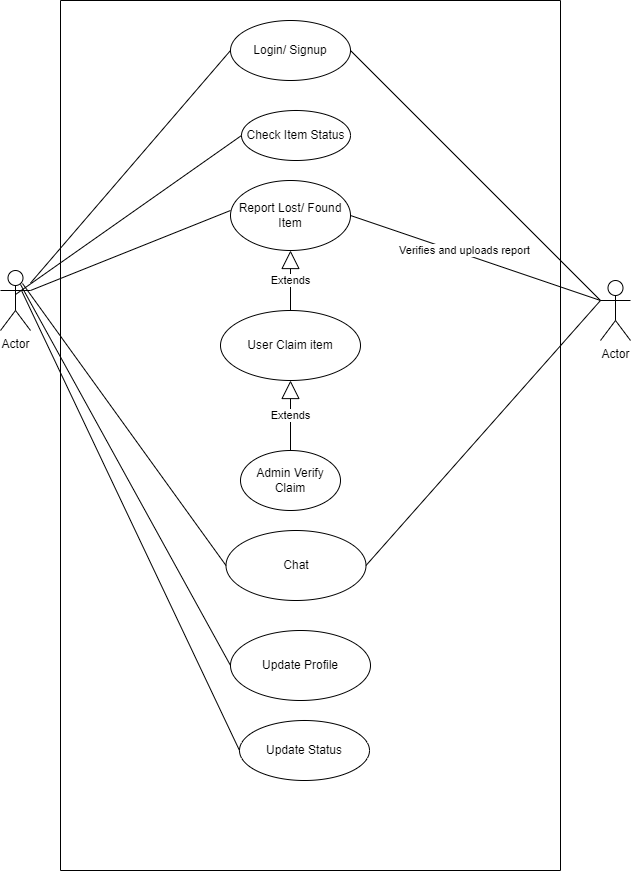 Login/ Signup
Check Item Status
Report Lost/ Found
Item
Verifies and uploads report
Extends
Actor
Actor
User Claim item
Extends
Admin Verify
Claim
Chat
Update Profile
Update Status